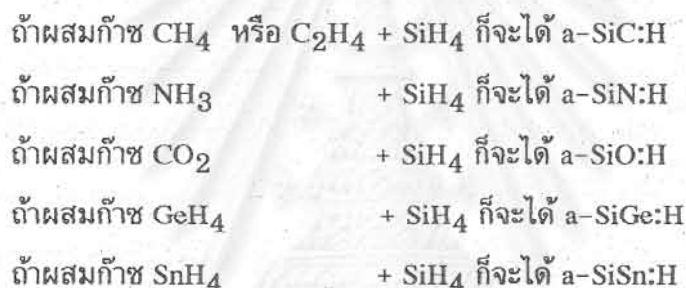 ถ้าผสมก๊าซ CH₄ หรือ C₂H₄ + SiH₄ ก็จะได้ a-SiC:H
ถ้าผสมก๊าซ NH₃ + SiH₄ ก็จะได้ a-SiN:H
ถ้าผสมก๊าซ CO₂ + SiH₄ ก็จะได้ a-SiO:H
ถ้าผสมก๊าซ GeH₄ + SiH₄ ก็จะได้ a-SiGe:H
ถ้าผสมก๊าซ SnH₄ + SiH₄ ก็จะได้ a-SiSn:H